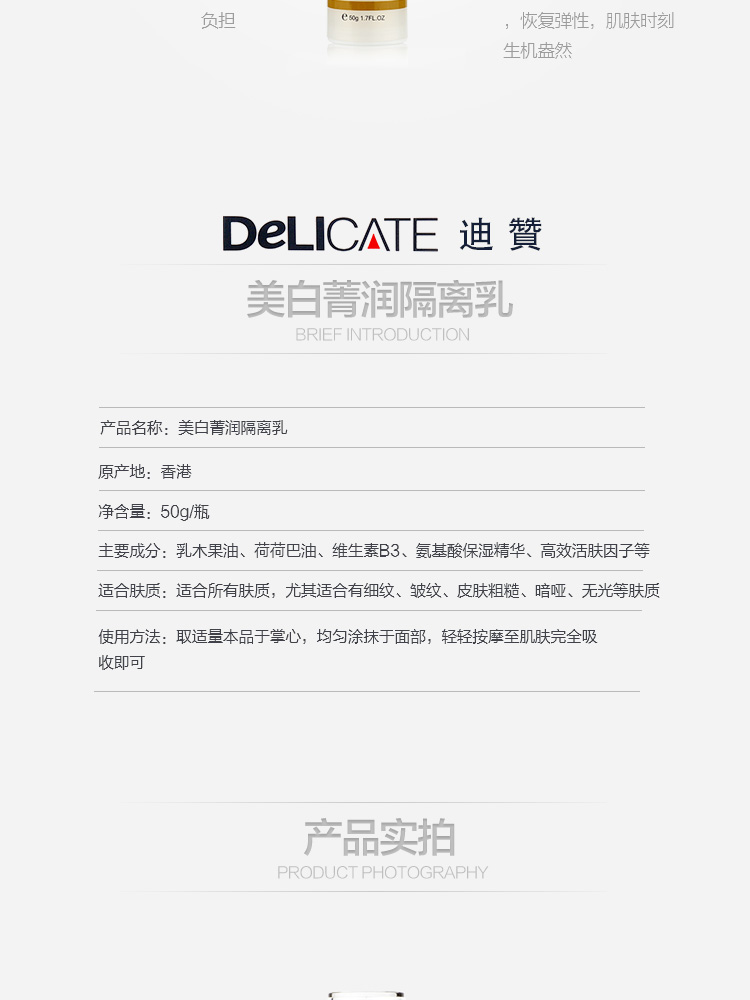 负担
℮ 50g 1.7FL.OZ
，恢复弹性，肌肤时刻
生机盎然
DeLICATE 迪 贊
美白菁润隔离乳
BRIEF INTRODUCTION
产品名称：美白菁润隔离乳
原产地：香港
净含量：50g/瓶
主要成分：乳木果油、荷荷巴油、维生素B3、氨基酸保湿精华、高效活肤因子等
适合肤质：适合所有肤质，尤其适合有细纹、皱纹、皮肤粗糙、暗哑、无光等肤质
使用方法：取适量本品于掌心，均匀涂抹于面部，轻轻按摩至肌肤完全吸
收即可
产品实拍
PRODUCT PHOTOGRAPHY